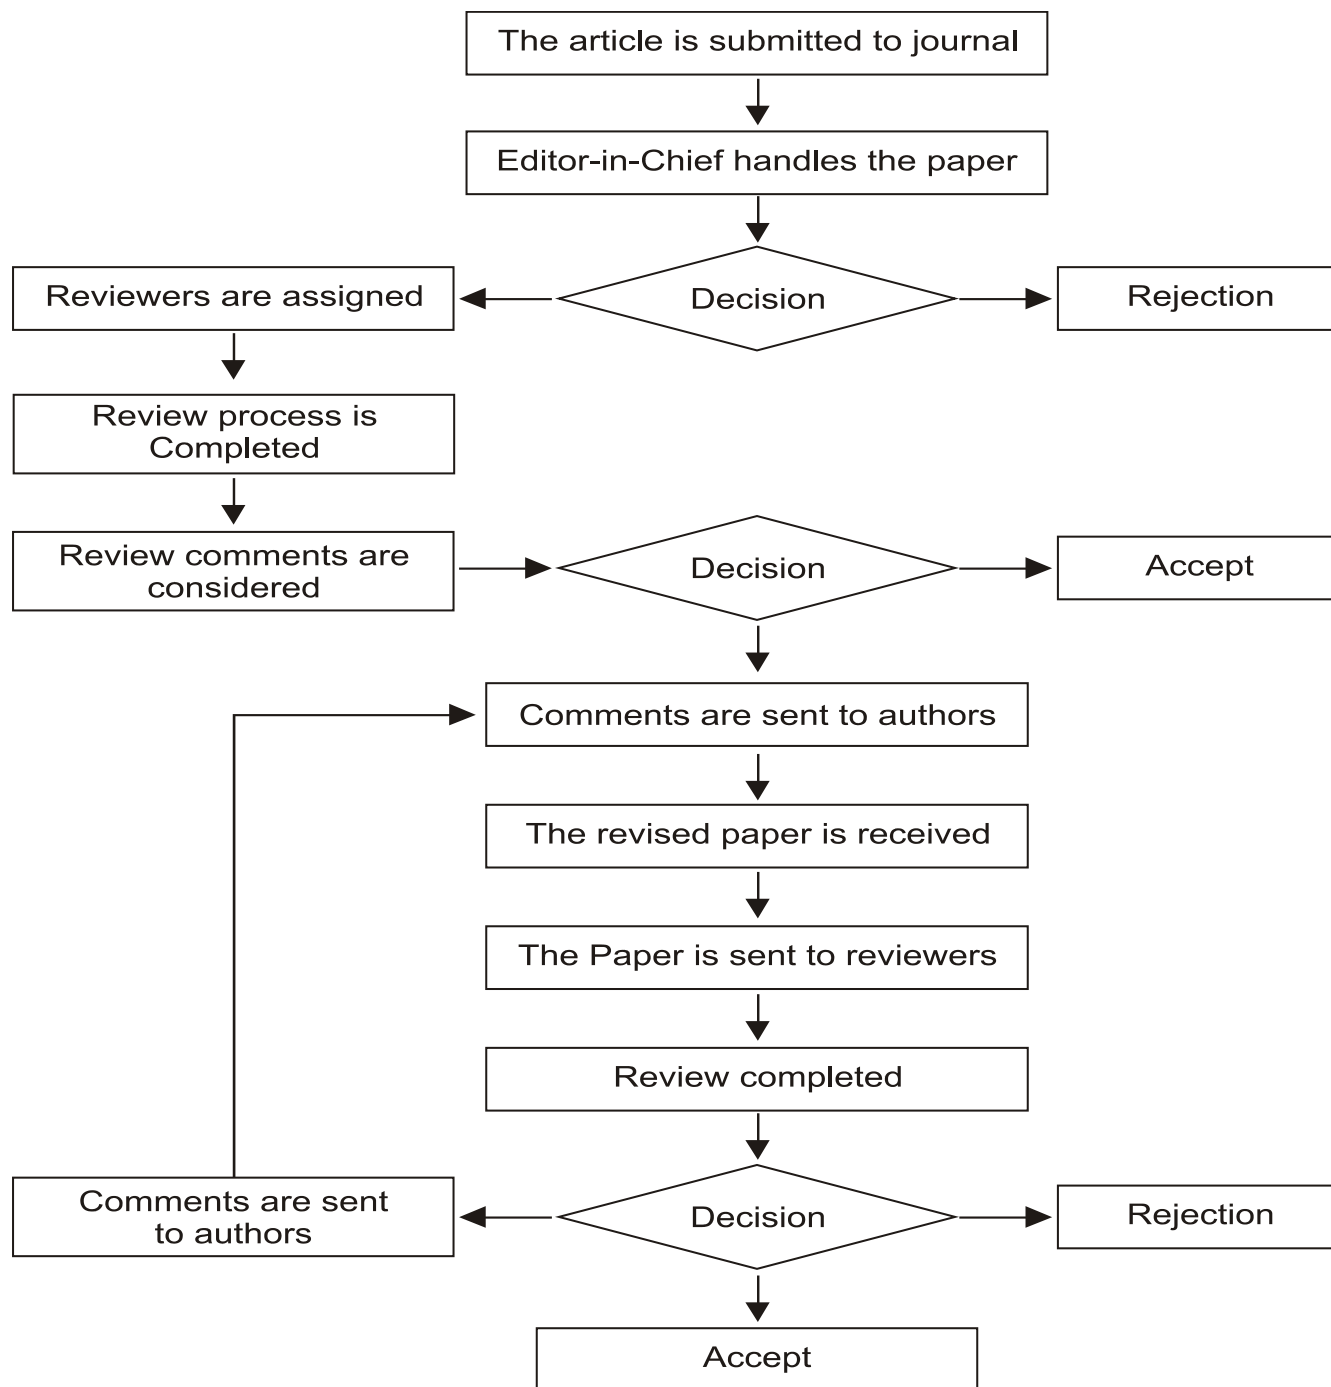 The article is submitted to journal
Editor-in-Chief handles the paper
Reviewers are assigned
Decision
Rejection
Review process is
Completed
Review comments are
considered
Decision
Accept
Comments are sent to authors
The revised paper is received
The Paper is sent to reviewers
Review completed
Comments are sent
to authors
Decision
Rejection
Accept